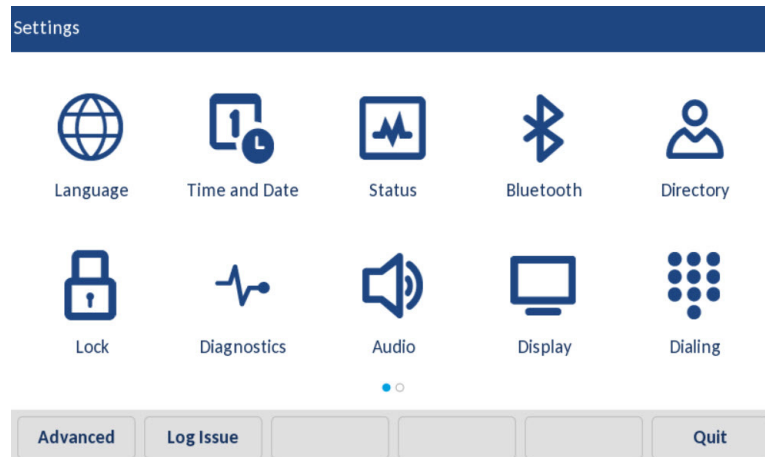 Settings
Language Time and Date Status Bluetooth Directory
Lock Diagnostics Audio Display Dialing
Advanced Log Issue Quit